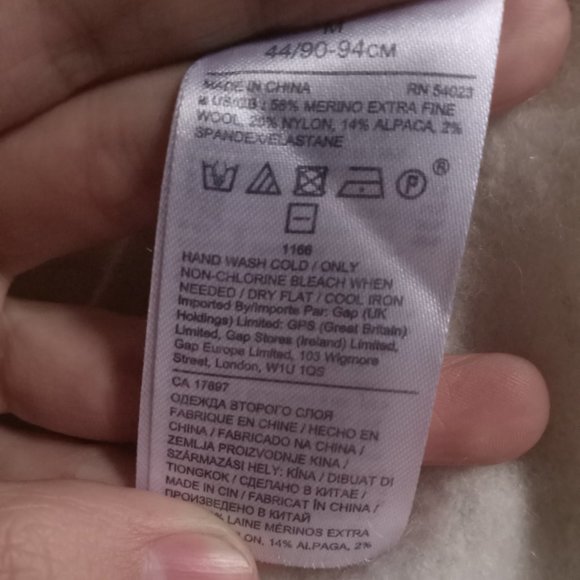 M
44/90-94CM
MADE IN CHINA RN 54023
58% MERINO EXTRA FINE
WOOL, NYLON, 14% ALPACA, 2%
SPANDEX/ELASTANE
P ®
1166
HAND WASH COLD / ONLY
NON-CHLORINE BLEACH WHEN
NEEDED / DRY FLAT / COOL IRON
Imported By/Importé Par: Gap (UK
Holdings) Limited: GPS (Great Britain)
Limited, Gap Stores (Ireland) Limited,
Gap Europe Limited, 103 Wigmore
Street, London, W1U 1QS
CA 17897
ОДЕЖДА ВТОРОГО СЛОЯ
FABRIQUE EN CHINE / HECHO EN
CHINA / FABRICADO NA CHINA /
ZEMLJA PROIZVODNJE KINA /
SZÁRMAZÁSI HELY: KÍNA / DIBUAT DI
TIONGKOK / СДЕЛАНО В КИТАЕ /
MADE IN CIN / FABRICAT ÎN CHINA /
ПРОИЗВЕДЕНО В КИТАЙ
% LAINE MÉRINOS EXTRA
14% ALPAGA, 2%